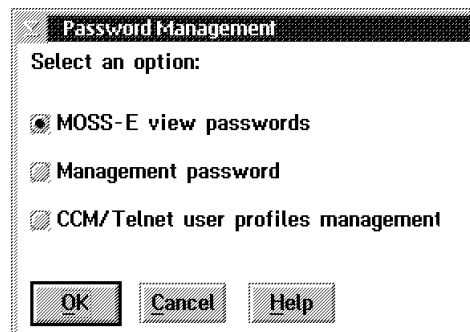 Password Management
Select an option:
MOSS-E view passwords
Management password
CCM/Telnet user profiles management
OK Cancel Help